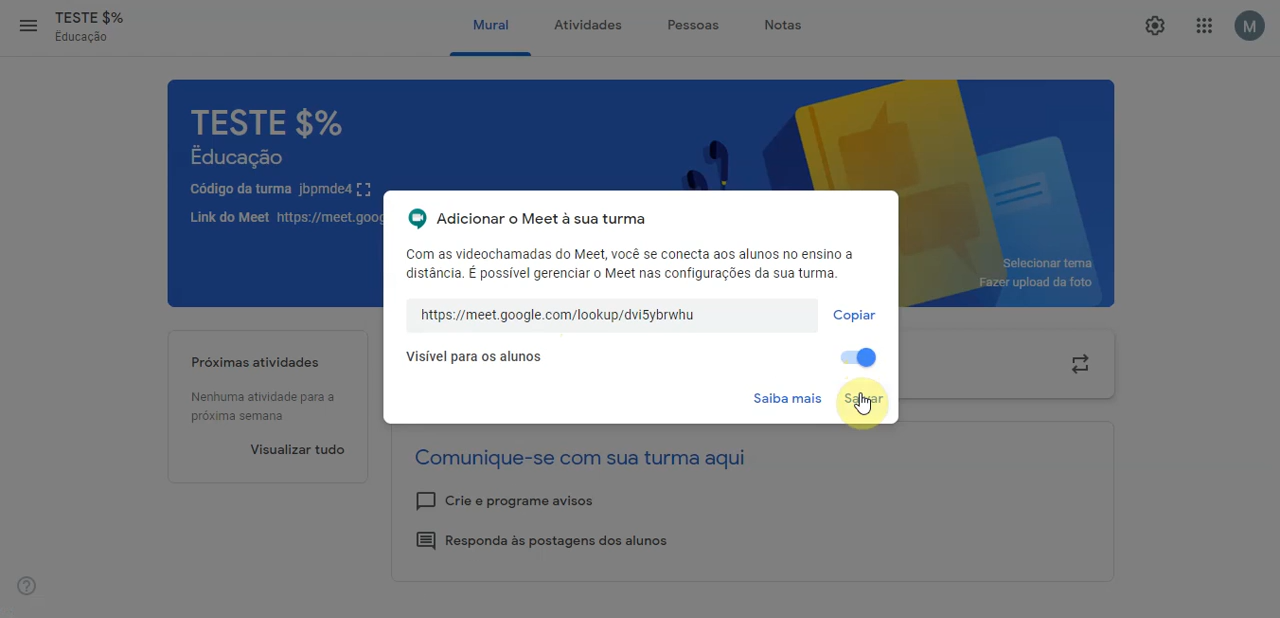 TESTE $%
Ëducação
Mural
Atividades
Pessoas
Notas
M
TESTE $%
Ëducação
Código da turma jbpmde4
Link do Meet https://meet.goog
Selecionar tema
Fazer upload da foto
Adicionar o Meet à sua turma
Com as videochamadas do Meet, você se conecta aos alunos no ensino a
distância. É possível gerenciar o Meet nas configurações da sua turma.
https://meet.google.com/lookup/dvi5ybrwhu
Copiar
Visível para os alunos
Saiba mais
Salvar
Próximas atividades
Nenhuma atividade para a
próxima semana
Visualizar tudo
Comunique-se com sua turma aqui
Crie e programe avisos
Responda às postagens dos alunos